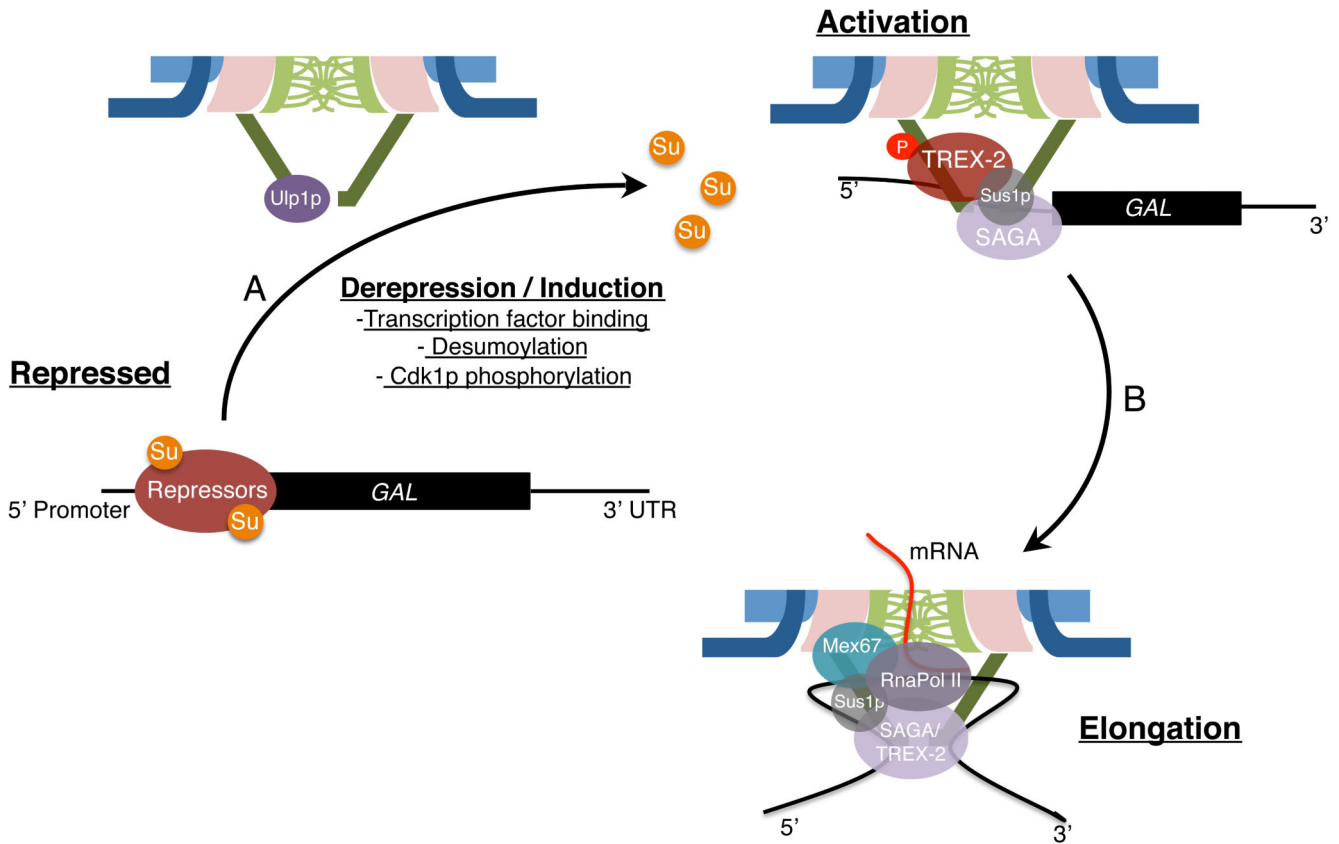 Activation
P
TREX-2
5’
Sus1p
GAL
SAGA
3’
Ulp1p
Su
Su
Su
A
Derepression / Induction
-Transcription factor binding
- Desumoylation
- Cdk1p phosphorylation
Repressed
Su
Repressors
GAL
Su
5’ Promoter
3’ UTR
B
mRNA
Mex67
RnaPol II
Sus1p
SAGA/
TREX-2
Elongation
5’
3’